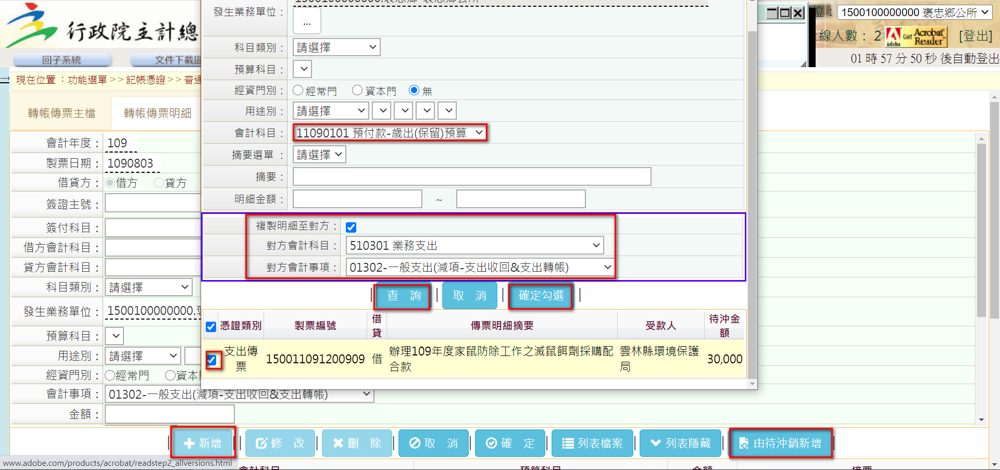 行政院主計總
位： 1500100000000 褒忠鄉公所
線人數： 2 Adobe Get Acrobat Reader [登出]
回子系統 文件下載區
01 時 57 分 50 秒 後自動登出
現在位置 ：功能選單>>記帳憑證>>普通
轉帳傳票主檔 轉帳傳票明細
會計年度： 109
製票日期： 1090803
借貸方： 借方 貸方
簽證主號：
簽付科目：
借方會計科目：
貸方會計科目：
科目類別： 請選擇
發生業務單位： 1500100000000.
預算科目：
用途別： 請選擇
經資門別： 經常門 資本門
會計事項： 01302-一般支出(減項-支出收回&支出轉帳)
金額：
1500100000000.褒忠鄉-褒忠鄉公所
發生業務單位：
...
科目類別： 請選擇
預算科目：
經資門別： 經常門 資本門 無
用途別： 請選擇
會計科目： 11090101 預付款-歲出(保留)預算
摘要選單 ： 請選擇
摘要：
明細金額： ~
複製明細至對方：
對方會計科目： 510301 業務支出
對方會計事項： 01302-一般支出(減項-支出收回&支出轉帳)
| 查 詢 | 取 消 | 確定勾選 |
憑證類別 製票編號 借貸 傳票明細摘要 受款人 待沖金額
支出傳票 150011091200909 借 辦理109年度家鼠防除工作之滅鼠餌劑採購配合款 雲林縣環境保護局 30,000
| 新增 | 修 改 | 刪 除 | 取 消 | 確 定 | 列表檔案 | 列表隱藏 | 由待沖銷新增 |
www.adobe.com/products/acrobat/readstep2_allversions.html
會計科目 預算科目 金額 摘要